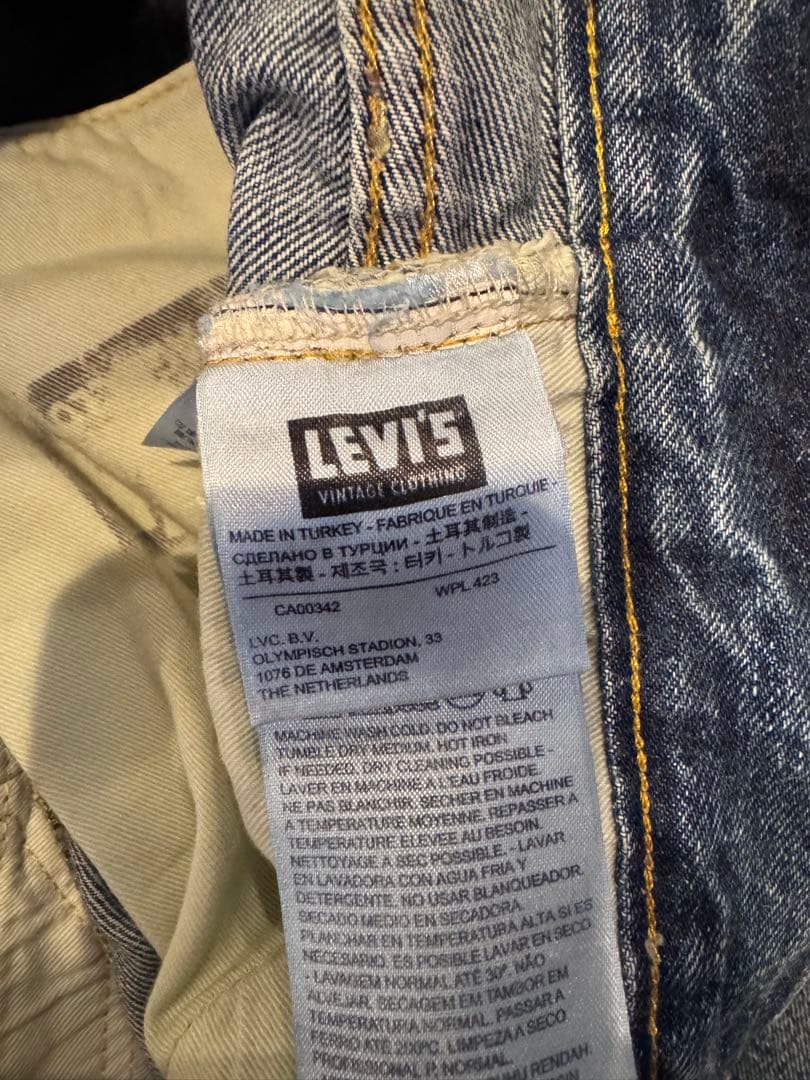 LEVI'S
VINTAGE CLOTHING
MADE IN TURKEY - FABRIQUE EN TURQUIE -
СДЕЛАНО В ТУРЦИИ - 土耳其制造 -
土耳其製 - 제조국 : 터키 - トルコ製
CA00342 WPL 423
LVC. B.V.
OLYMPISCH STADION, 33
1076 DE AMSTERDAM
THE NETHERLANDS
MACHINE WASH COLD. DO NOT BLEACH
TUMBLE DRY MEDIUM. HOT IRON
IF NEEDED. DRY CLEANING POSSIBLE -
LAVER EN MACHINE A L'EAU FROIDE.
NE PAS BLANCHIR. SECHER EN MACHINE
A TEMPERATURE MOYENNE. REPASSER A
TEMPERATURE ELEVEE AU BESOIN.
NETTOYAGE A SEC POSSIBLE. - LAVAR
EN LAVADORA CON AGUA FRIA Y
DETERGENTE. NO USAR BLANQUEADOR.
SECADO MEDIO EN SECADORA
PLANCHAR EN TEMPERATURA ALTA SI ES
NECESARIO. ES POSIBLE LAVAR EN SECO
- LAVAGEM NORMAL ATÉ 30º. NÃO
ALVEJAR. SECAGEM EM TAMBOR EM
TEMPERATURA NORMAL. PASSAR A
FERRO ATÉ 200ºC. LIMPEZA A SECO
PROFISSIONAL P. NORMAL.
RENDAH.